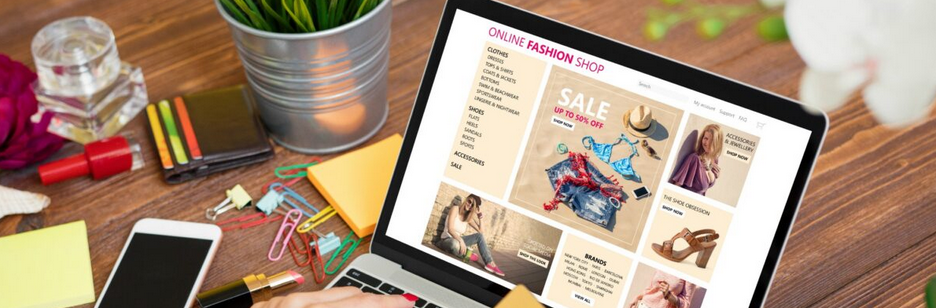 ONLINE FASHION SHOP
Search
My account
Support
CLOTHES
DRESSES
TOPS & SHIRTS
COATS & JACKETS
BOTTOMS
SWIM & BEACHWEAR
SPORTSWEAR
LINGERIE & NIGHTWEAR
SHOES
FLATS
HEELS
SANDALS
BOOTS
SPORTS
ACCESSORIES
SALE
SALE
UP TO 50% OFF
SHOP NOW
ACCESSORIES
& JEWELLERY
SHOP NOW
THE SHOE OBSESSION
SHOP NOW
SHOP THE LOOK
BRANDS
VIEW ALL